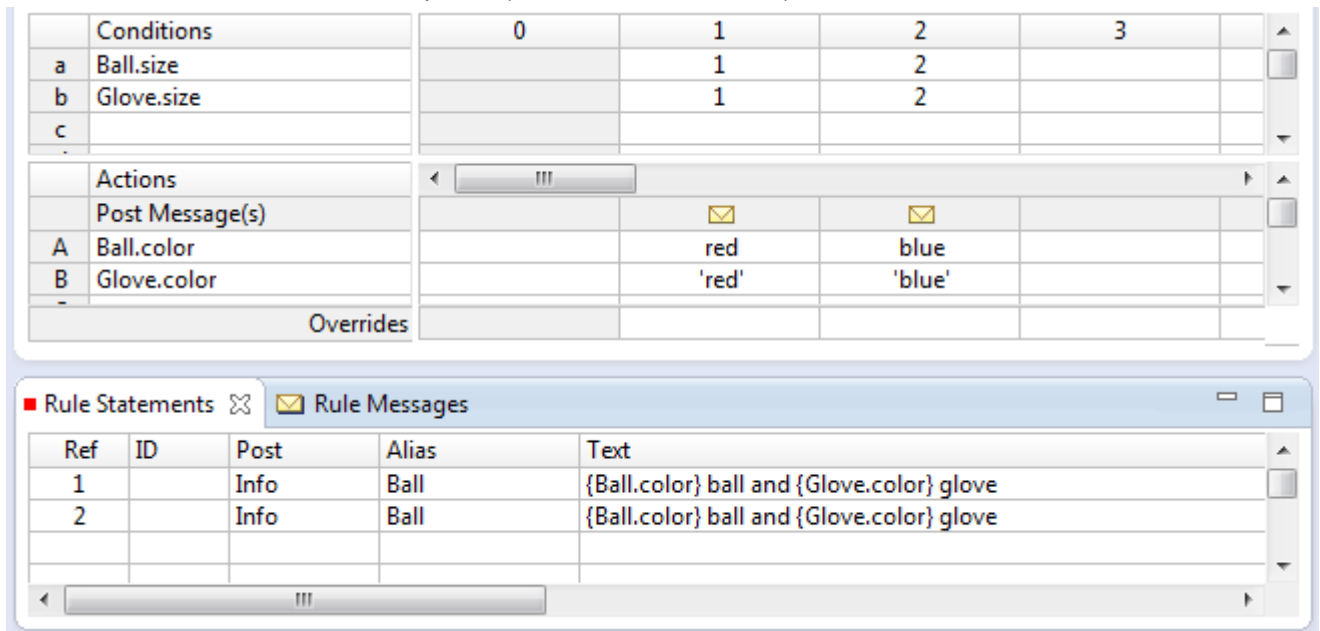 Conditions 0 1 2 3
a Ball.size 1 2
b Glove.size 1 2
c
Actions
Post Message(s)
A Ball.color red blue
B Glove.color 'red' 'blue'
Overrides
Rule Statements Rule Messages
Ref ID Post Alias Text
1 Info Ball {Ball.color} ball and {Glove.color} glove
2 Info Ball {Ball.color} ball and {Glove.color} glove